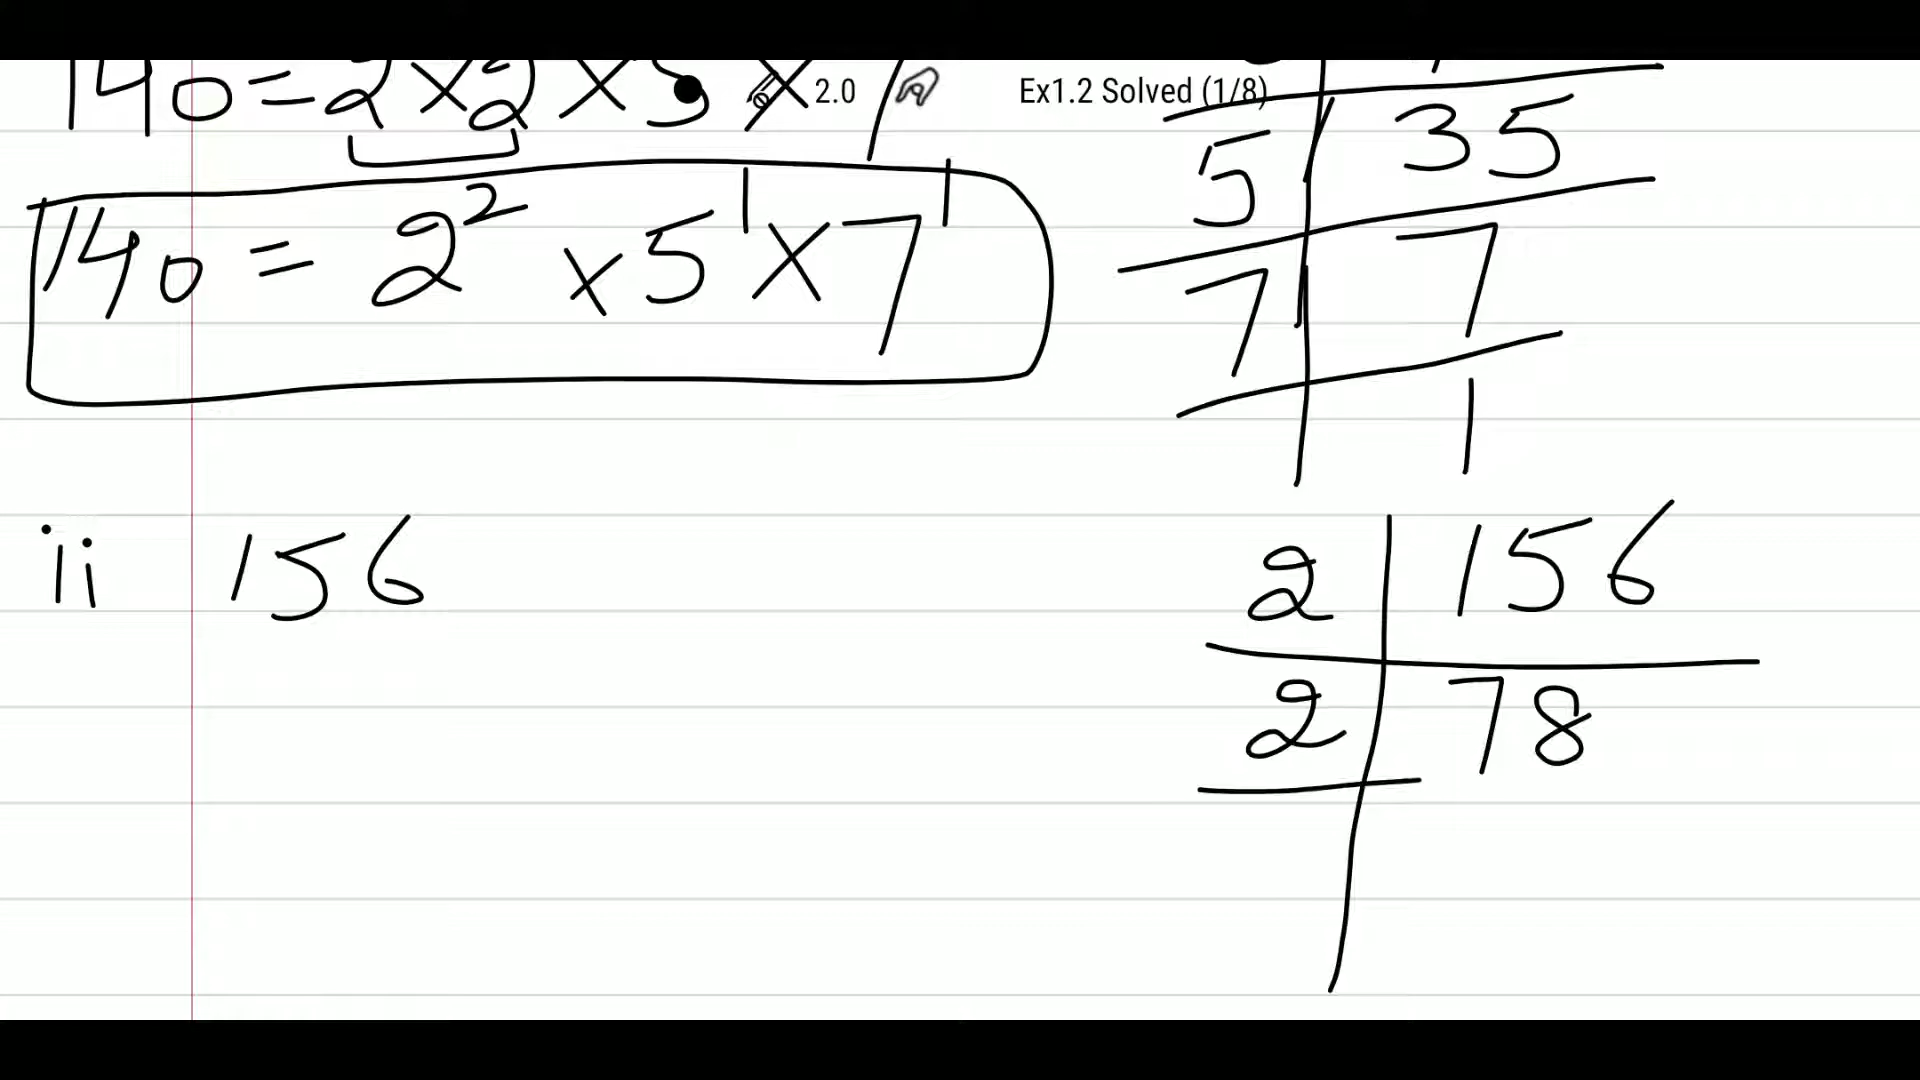 140=2×2×5×7
2.0
Ex1.2 Solved (1/8)
5 | 35
140 = 2² × 5¹ × 7¹
7 | 7
1
ii 156
2 | 156
2 | 78